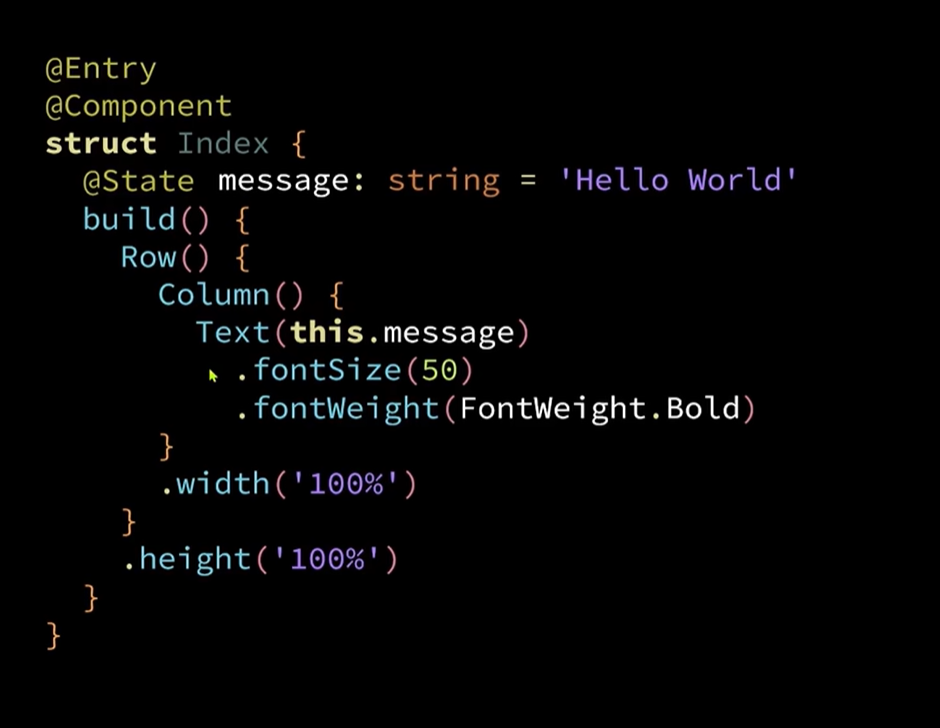 @Entry
@Component
struct Index {
  @State message: string = 'Hello World'
  build() {
    Row() {
      Column() {
        Text(this.message)
          .fontSize(50)
          .fontWeight(FontWeight.Bold)
      }
      .width('100%')
    }
    .height('100%')
  }
}